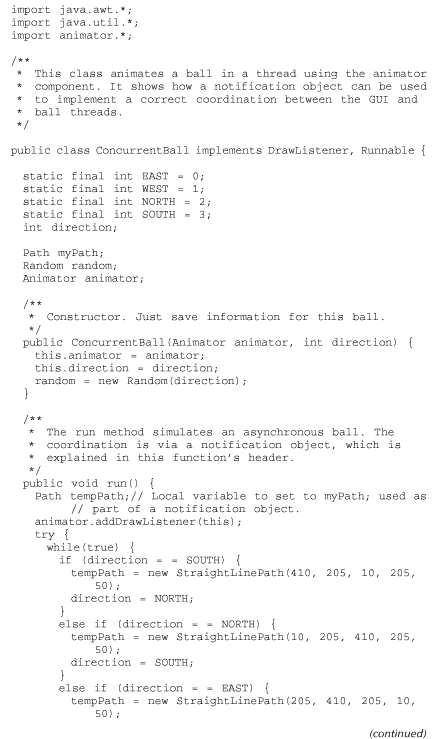 import java.awt.*;
import java.util.*;
import animator.*;
/**
* This class animates a ball in a thread using the animator
* component. It shows how a notification object can be used
* to implement a correct coordination between the GUI and
* ball threads.
*/
public class ConcurrentBall implements DrawListener, Runnable {
static final int EAST = 0;
static final int WEST = 1;
static final int NORTH = 2;
static final int SOUTH = 3;
int direction;
Path myPath;
Random random;
Animator animator;
/**
* Constructor. Just save information for this ball.
*/
public ConcurrentBall(Animator animator, int direction) {
this.animator = animator;
this.direction = direction;
random = new Random(direction);
}
/**
* The run method simulates an asynchronous ball. The
* coordination is via a notification object, which is
* explained in this function's header.
*/
public void run() {
Path tempPath;// Local variable to set to myPath; used as
// part of a notification object.
animator.addDrawListener(this);
try {
while(true) {
if (direction = = SOUTH) {
tempPath = new StraightLinePath(410, 205, 10, 205,
50);
direction = NORTH;
}
else if (direction = = NORTH) {
tempPath = new StraightLinePath(10, 205, 410, 205,
50);
direction = SOUTH;
}
else if (direction = = EAST) {
tempPath = new StraightLinePath(205, 410, 205, 10,
50);
(continued)